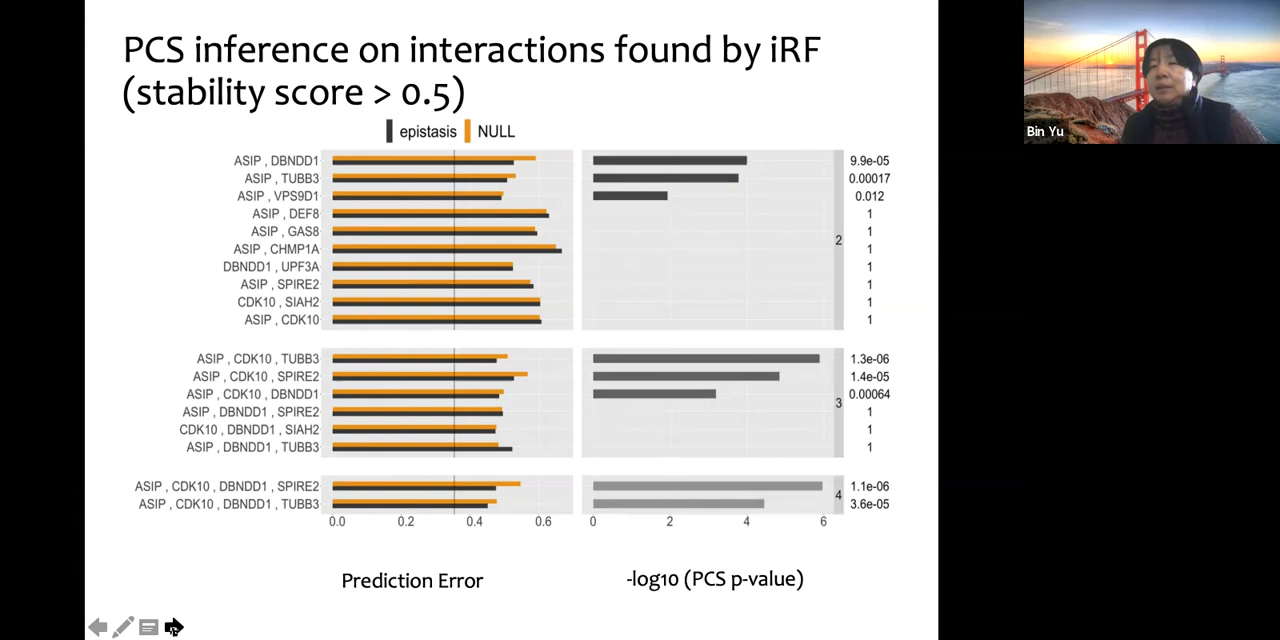 PCS inference on interactions found by iRF
(stability score > 0.5)
epistasis NULL
ASIP , DBNDD1 9.9e-05
ASIP , TUBB3 0.00017
ASIP , VPS9D1 0.012
ASIP , DEF8 1
ASIP , GAS8 1
ASIP , CHMP1A 1
DBNDD1 , UPF3A 1
ASIP , SPIRE2 1
CDK10 , SIAH2 1
ASIP , CDK10 1
2
ASIP , CDK10 , TUBB3 1.3e-06
ASIP , CDK10 , SPIRE2 1.4e-05
ASIP , CDK10 , DBNDD1 0.00064
ASIP , DBNDD1 , SPIRE2 1
CDK10 , DBNDD1 , SIAH2 1
ASIP , DBNDD1 , TUBB3 1
3
ASIP , CDK10 , DBNDD1 , SPIRE2 1.1e-06
ASIP , CDK10 , DBNDD1 , TUBB3 3.6e-05
4
0.0 0.2 0.4 0.6 0 2 4 6
Prediction Error -log10 (PCS p-value)
Bin Yu